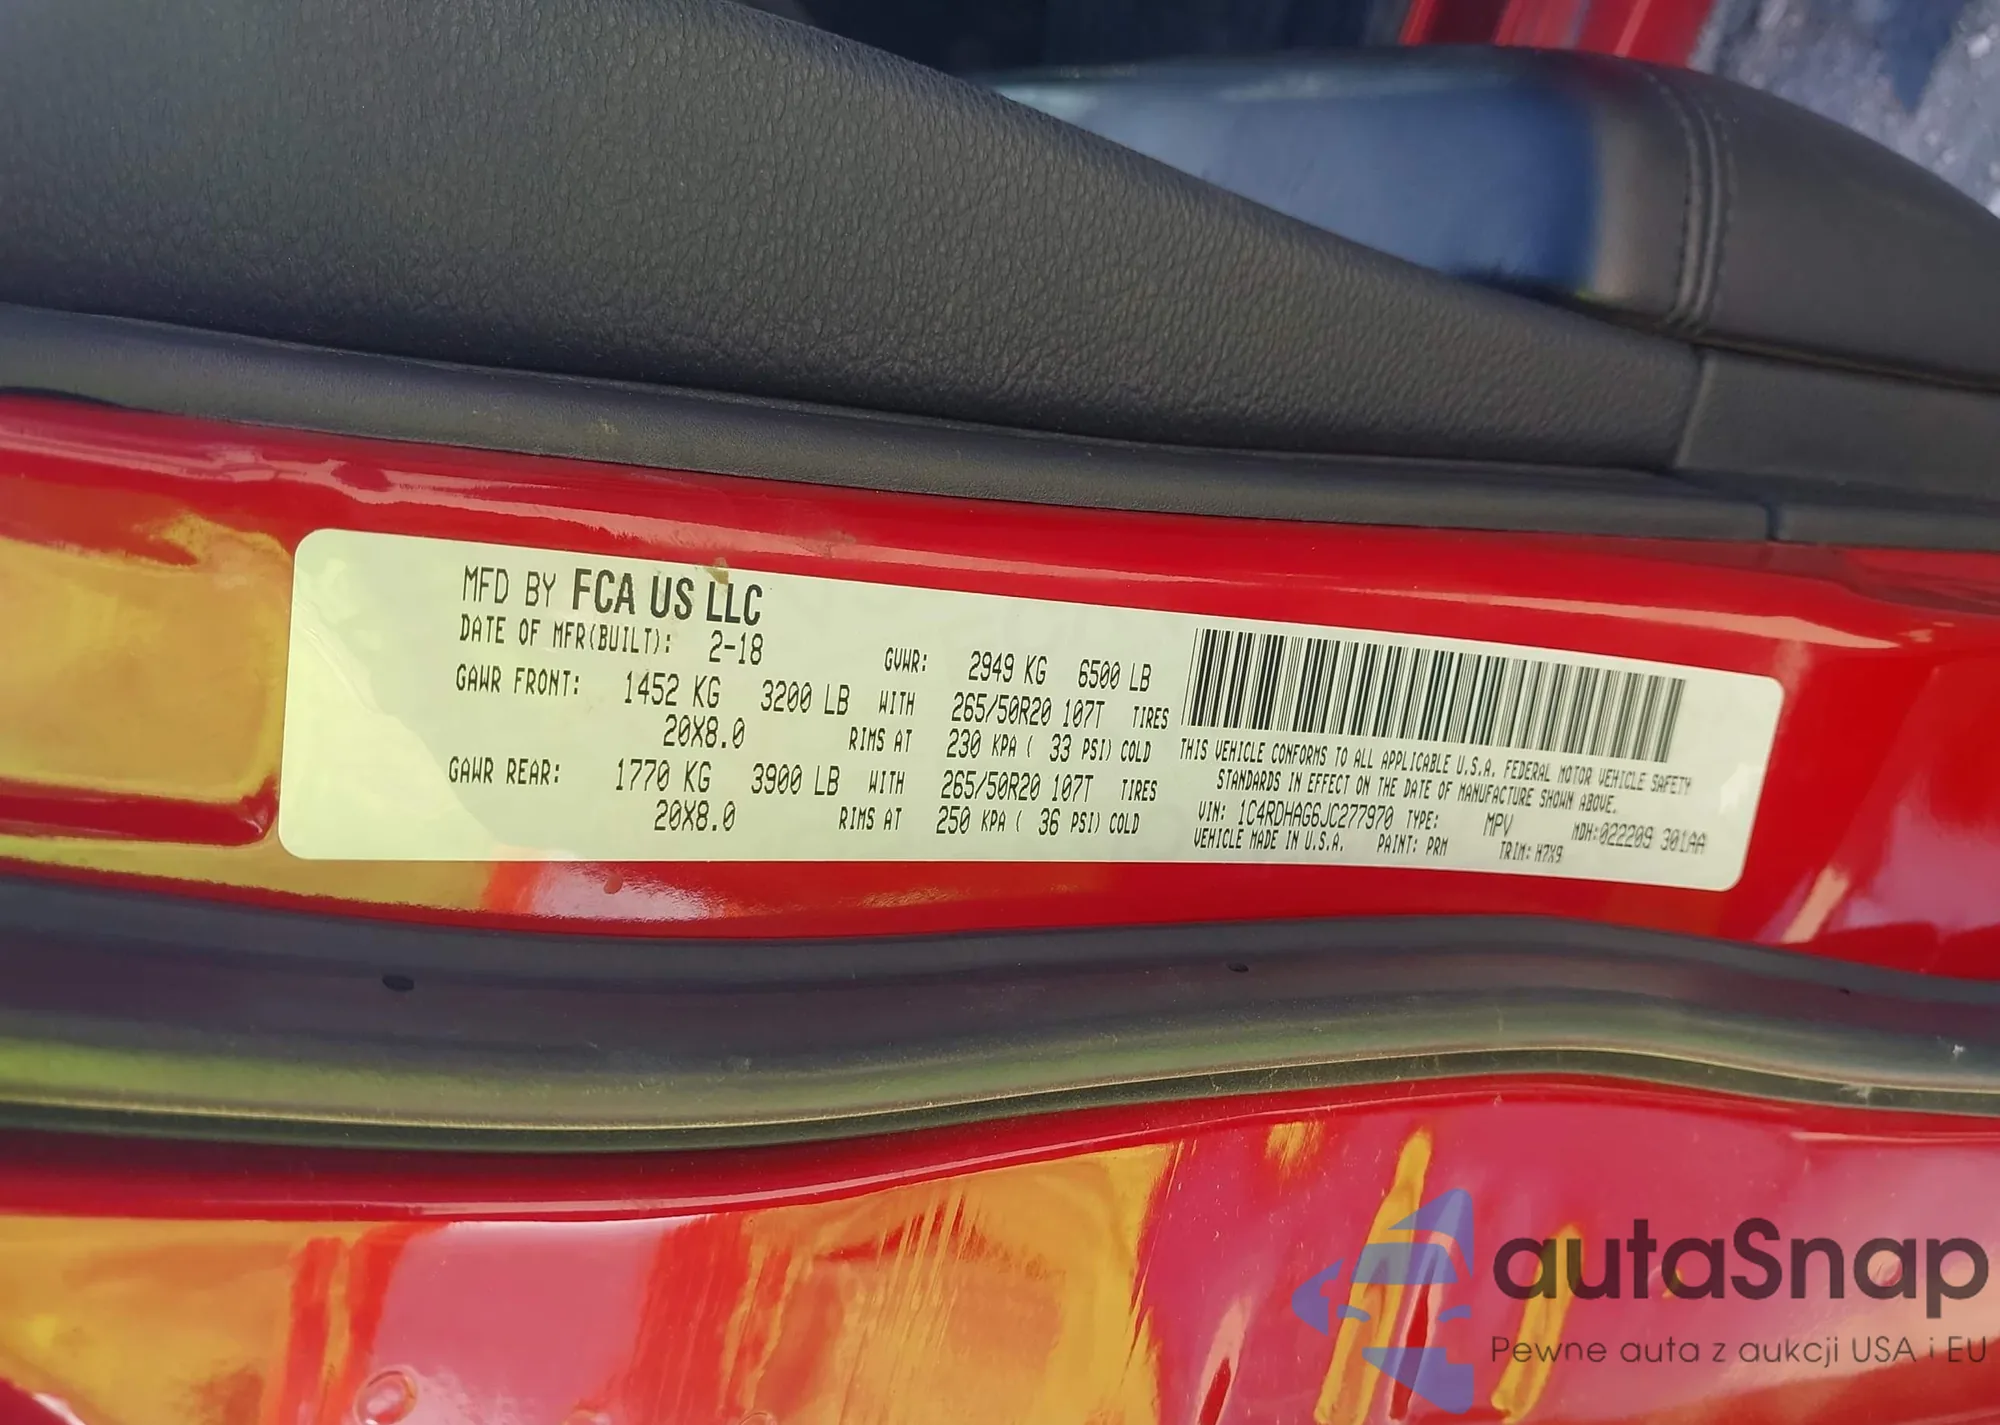 MFD BY FCA US LLC
DATE OF MFR(BUILT): 2-18 GVWR: 2949 KG 6500 LB
GAWR FRONT: 1452 KG 3200 LB WITH 265/50R20 107T TIRES
20X8.0 RIMS AT 230 KPA ( 33 PSI) COLD
GAWR REAR: 1770 KG 3900 LB WITH 265/50R20 107T TIRES
20X8.0 RIMS AT 250 KPA ( 36 PSI) COLD
THIS VEHICLE CONFORMS TO ALL APPLICABLE U.S.A. FEDERAL MOTOR VEHICLE SAFETY
STANDARDS IN EFFECT ON THE DATE OF MANUFACTURE SHOWN ABOVE.
VIN: 1C4RDHAG6JC277970 TYPE: MPV MDH:022209 301AA
VEHICLE MADE IN U.S.A. PAINT: PRM TRIM: H7X9
autaSnap
Pewne auta z aukcji USA i EU